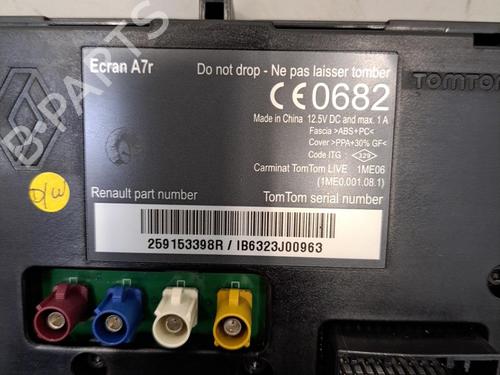 Ecran A7r
Do not drop - Ne pas laisser tomber
CE0682
Made in China 12.5V DC and max. 1 A
Fascia >ABS+PC<
Cover >PPA+30% GF<
Code ITG : 329
Carminat TomTom LIVE 1ME06
(1ME0.001.08.1)
Renault part number
TomTom serial number
259153398R / IB6323J00963
TOMTOM
D/W
B-PARTS